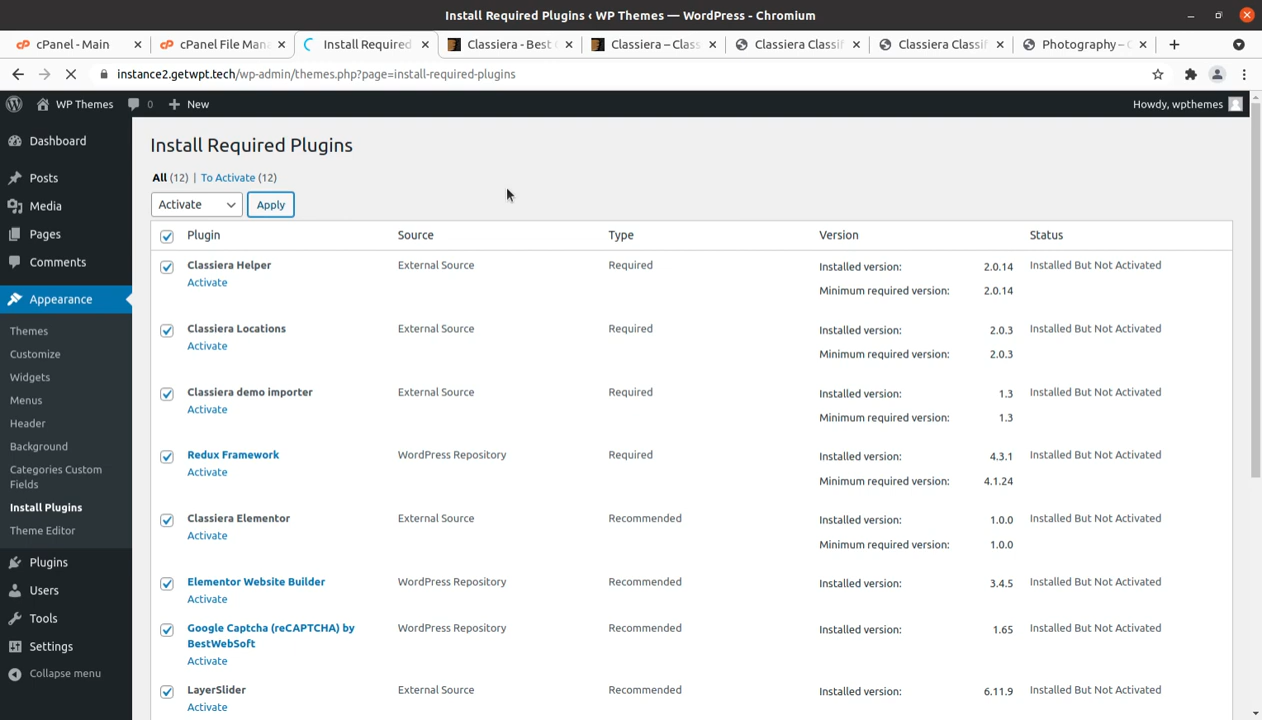 Install Required Plugins ‹ WP Themes — WordPress - Chromium
cPanel - Main
cPanel File Man
Install Required
Classiera - Best
Classiera – Class
Classiera Classif
Classiera Classif
Photography –
instance2.getwpt.tech/wp-admin/themes.php?page=install-required-plugins
WP Themes
0
New
Howdy, wpthemes
Dashboard
Posts
Media
Pages
Comments
Appearance
Themes
Customize
Widgets
Menus
Header
Background
Categories Custom
Fields
Install Plugins
Theme Editor
Plugins
Users
Tools
Settings
Collapse menu
Install Required Plugins
All (12) | To Activate (12)
Activate
Apply
Plugin Source Type Version Status
Classiera Helper External Source Required Installed version: 2.0.14 Installed But Not Activated
Activate Minimum required version: 2.0.14
Classiera Locations External Source Required Installed version: 2.0.3 Installed But Not Activated
Activate Minimum required version: 2.0.3
Classiera demo importer External Source Required Installed version: 1.3 Installed But Not Activated
Activate Minimum required version: 1.3
Redux Framework WordPress Repository Required Installed version: 4.3.1 Installed But Not Activated
Activate Minimum required version: 4.1.24
Classiera Elementor External Source Recommended Installed version: 1.0.0 Installed But Not Activated
Activate Minimum required version: 1.0.0
Elementor Website Builder WordPress Repository Recommended Installed version: 3.4.5 Installed But Not Activated
Activate
Google Captcha (reCAPTCHA) by WordPress Repository Recommended Installed version: 1.65 Installed But Not Activated
BestWebSoft
Activate
LayerSlider External Source Recommended Installed version: 6.11.9 Installed But Not Activated
Activate